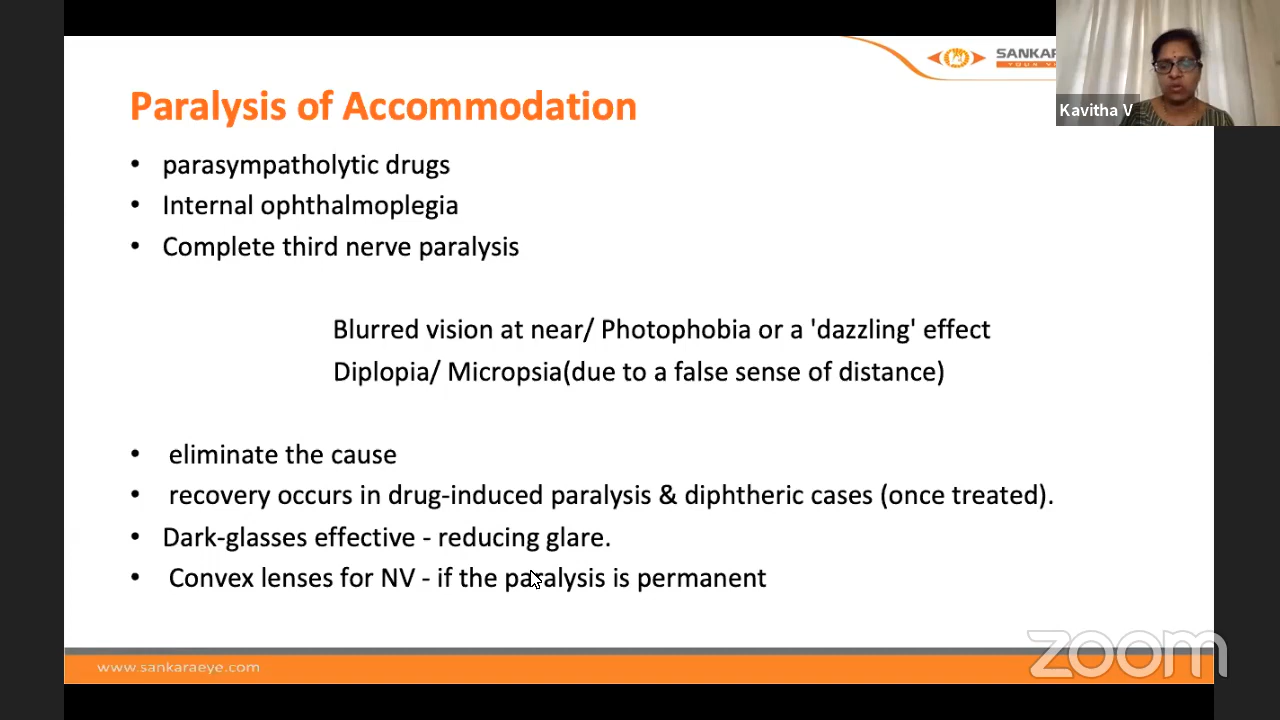 SANKAR
Kavitha V
Paralysis of Accommodation
• parasympatholytic drugs
• Internal ophthalmoplegia
• Complete third nerve paralysis
Blurred vision at near/ Photophobia or a 'dazzling' effect
Diplopia/ Micropsia(due to a false sense of distance)
• eliminate the cause
• recovery occurs in drug-induced paralysis & diphtheric cases (once treated).
• Dark-glasses effective - reducing glare.
• Convex lenses for NV - if the paralysis is permanent
zoom
www.sankaraeye.com